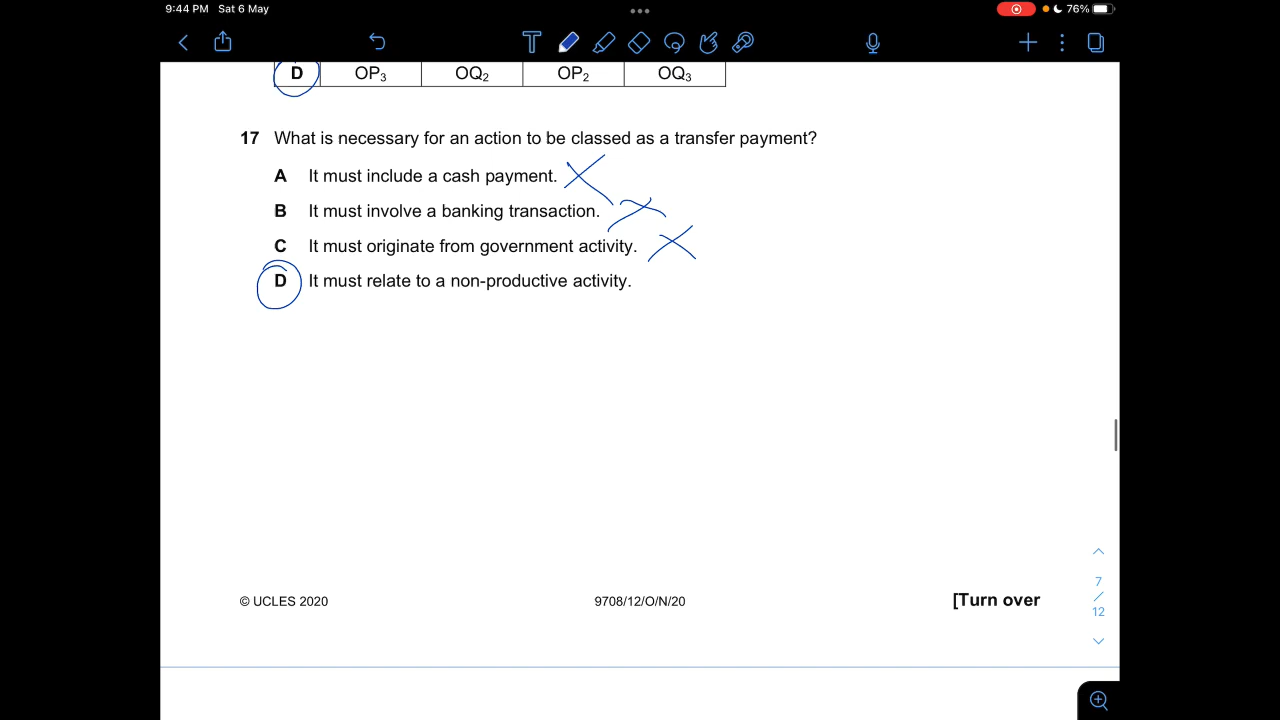 9:44 PM Sat 6 May 76%
D OP3 OQ2 OP2 OQ3
17 What is necessary for an action to be classed as a transfer payment?
A It must include a cash payment.
B It must involve a banking transaction.
C It must originate from government activity.
D It must relate to a non-productive activity.
7
/
12
© UCLES 2020 9708/12/O/N/20 [Turn over